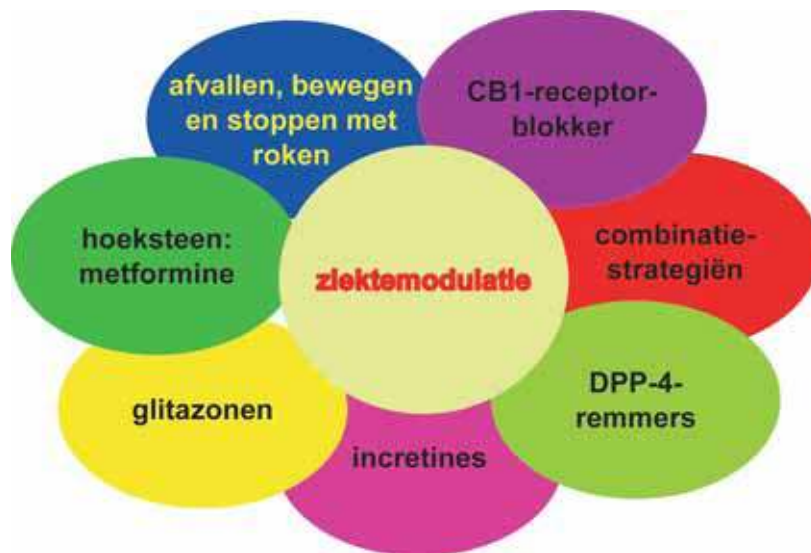 afvallen, bewegen
en stoppen met
roken
CB1-receptor-
blokker
hoeksteen:
metformine
ziektemodulatie
combinatie-
strategiën
glitazonen
DPP-4-
remmers
incretines